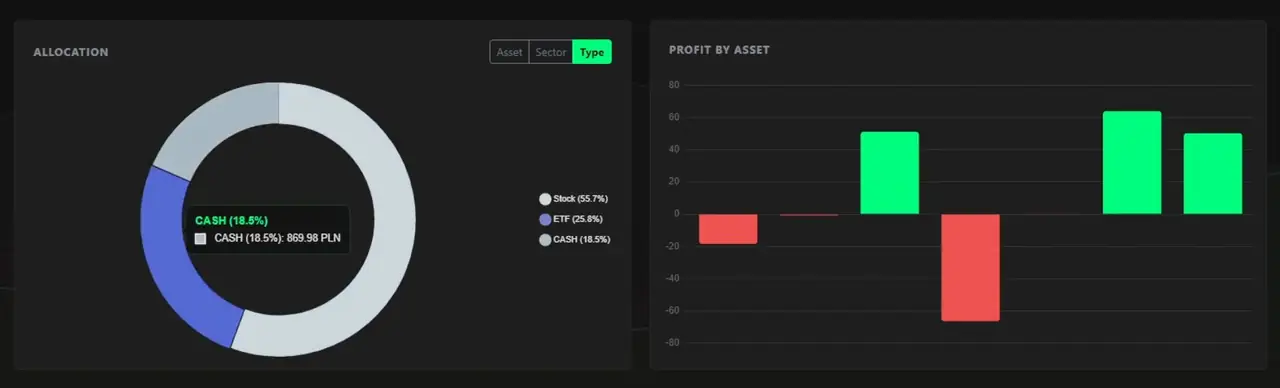 ALLOCATION
Asset Sector Type
CASH (18.5%)
CASH (18.5%): 869.98 PLN
Stock (55.7%)
ETF (25.8%)
CASH (18.5%)
PROFIT BY ASSET
80
60
40
20
0
-20
-40
-60
-80